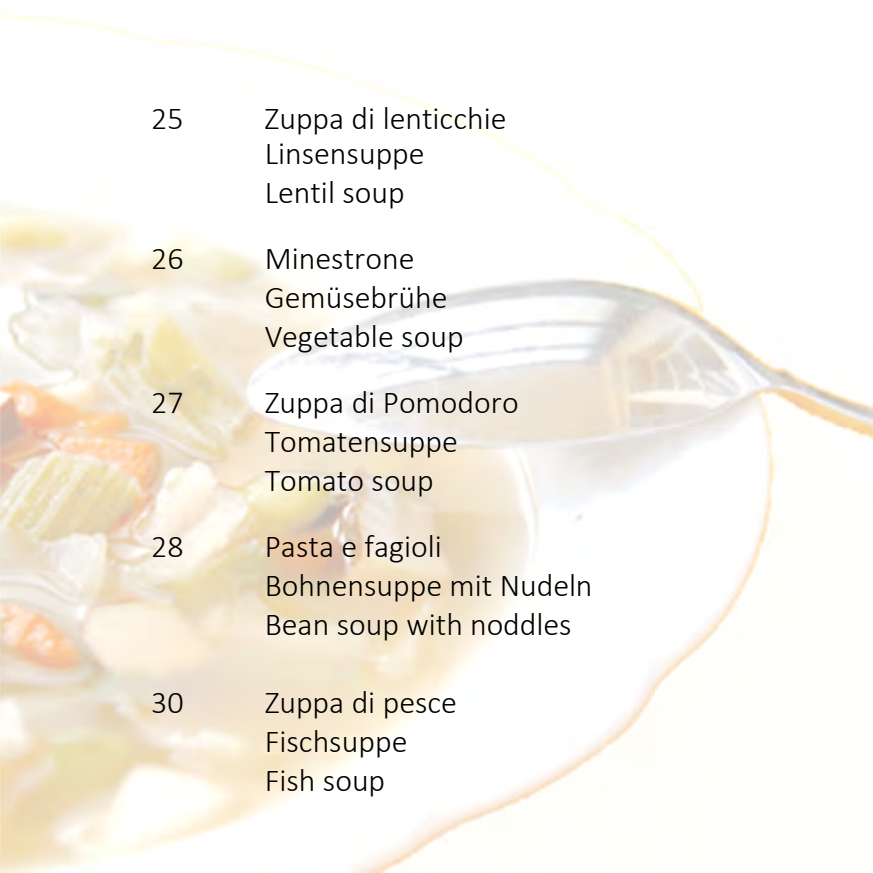 25 Zuppa di lenticchie
Linsensuppe
Lentil soup
26 Minestrone
Gemüsebrühe
Vegetable soup
27 Zuppa di Pomodoro
Tomatensuppe
Tomato soup
28 Pasta e fagioli
Bohnensuppe mit Nudeln
Bean soup with noddles
30 Zuppa di pesce
Fischsuppe
Fish soup